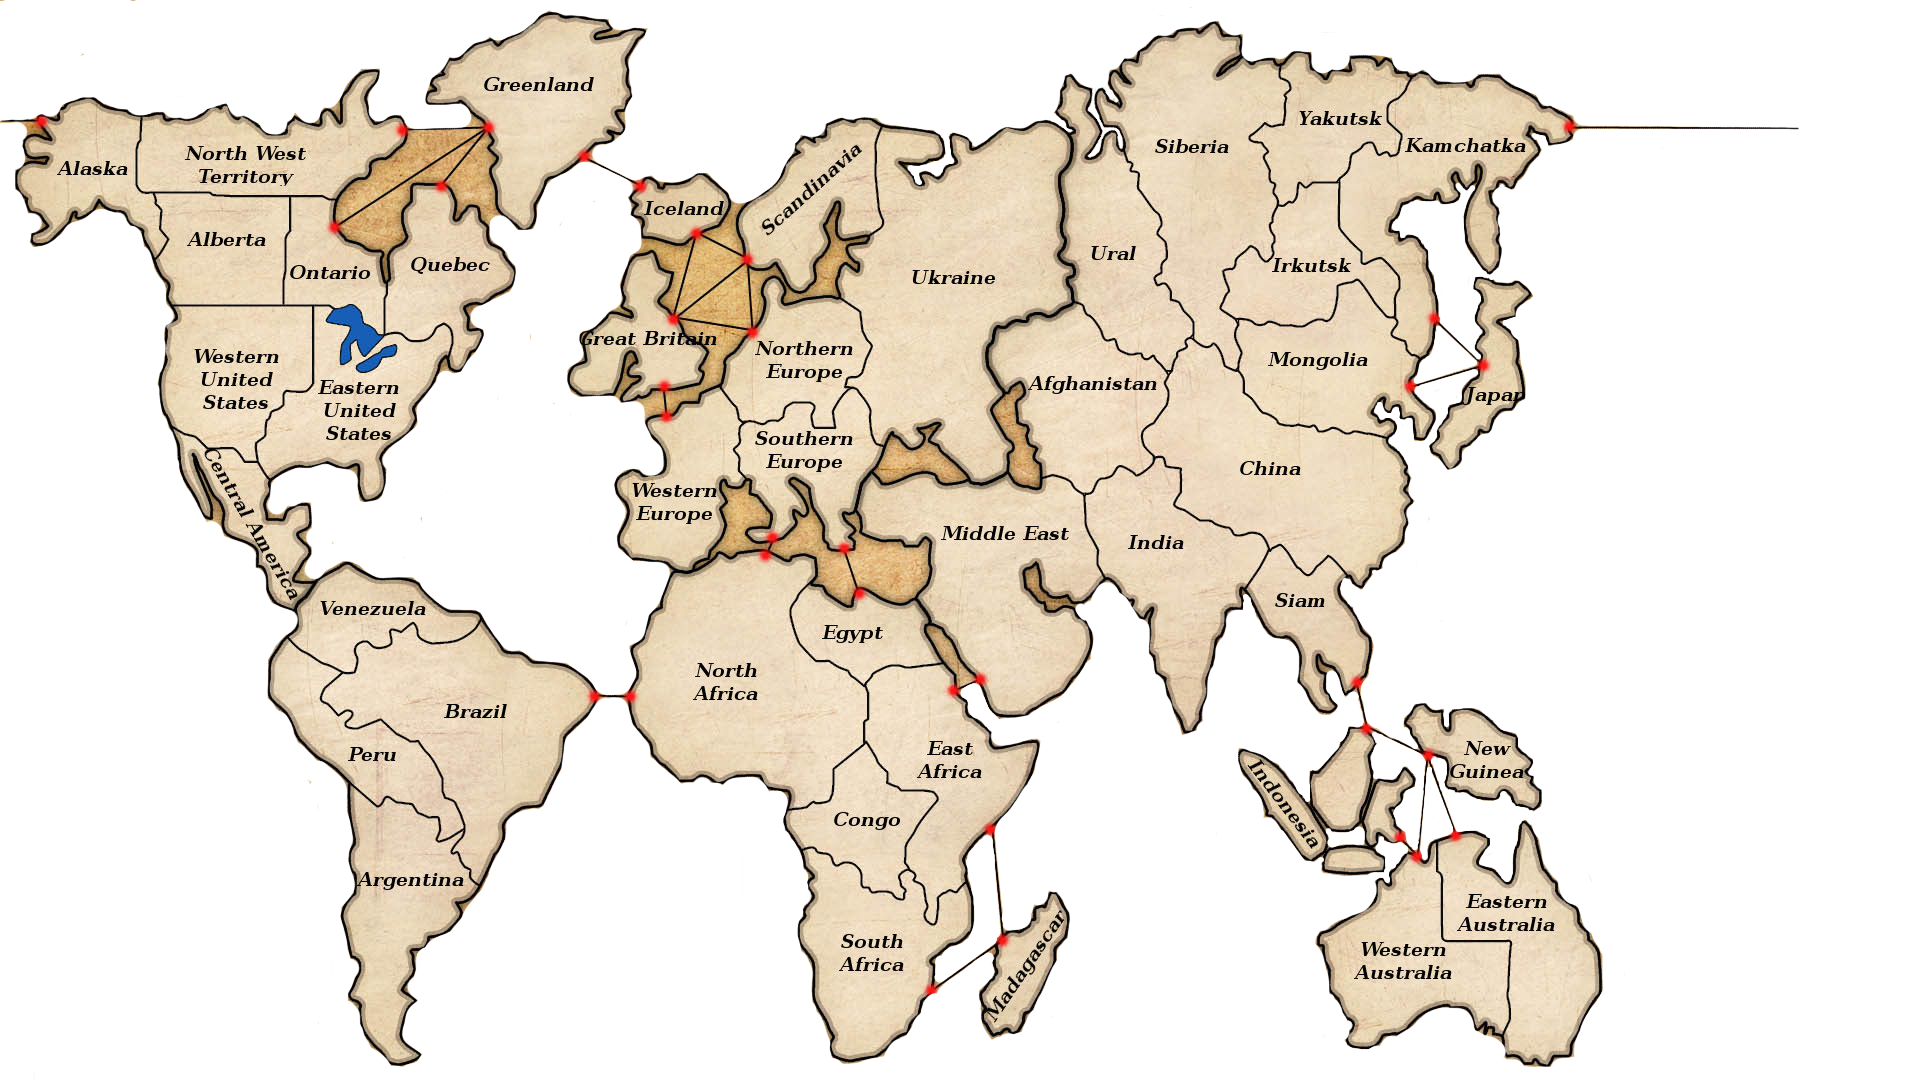 Greenland
Alaska
North West
Territory
Alberta
Ontario
Quebec
Western
United
States
Eastern
United
States
Central America
Venezuela
Brazil
Peru
Argentina
Iceland
Scandinavia
Great Britain
Northern
Europe
Southern
Europe
Western
Europe
Ukraine
North
Africa
Egypt
East
Africa
Congo
South
Africa
Madagascar
Siberia
Yakutsk
Kamchatka
Ural
Irkutsk
Mongolia
Japan
Afghanistan
China
Middle East
India
Siam
Indonesia
New
Guinea
Western
Australia
Eastern
Australia